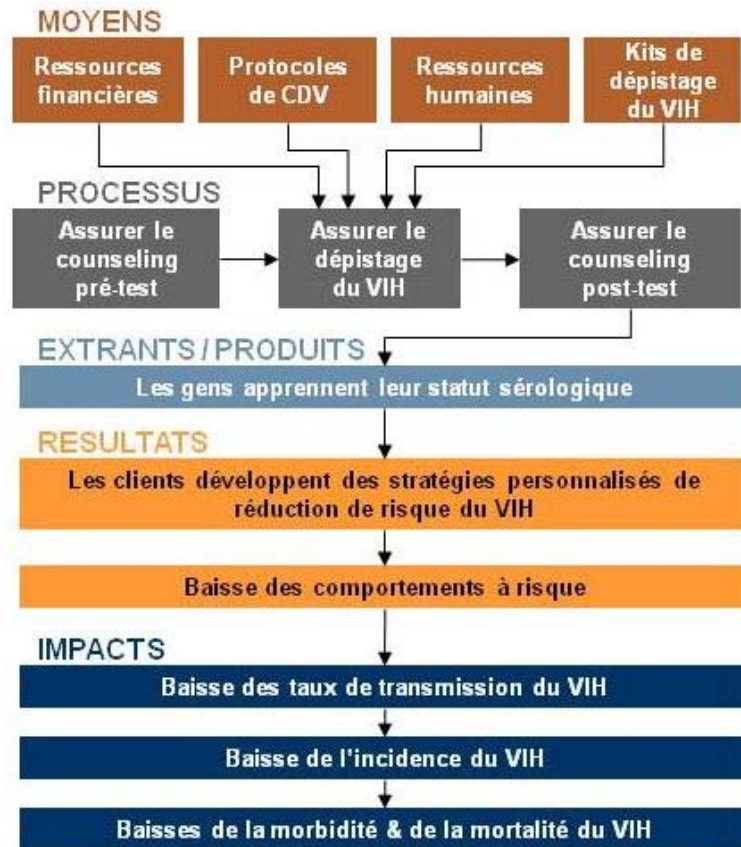 MOYENS
Ressources
financières
Protocoles
de CDV
Ressources
humaines
Kits de
dépistage
du VIH
PROCESSUS
Assurer le
counseling
pré-test
Assurer le
dépistage
du VIH
Assurer le
counseling
post-test
EXTRANTS / PRODUITS
Les gens apprennent leur statut sérologique
RESULTATS
Les clients développent des stratégies personnalisés de
réduction de risque du VIH
Baisse des comportements à risque
IMPACTS
Baisse des taux de transmission du VIH
Baisse de l'incidence du VIH
Baisses de la morbidité & de la mortalité du VIH